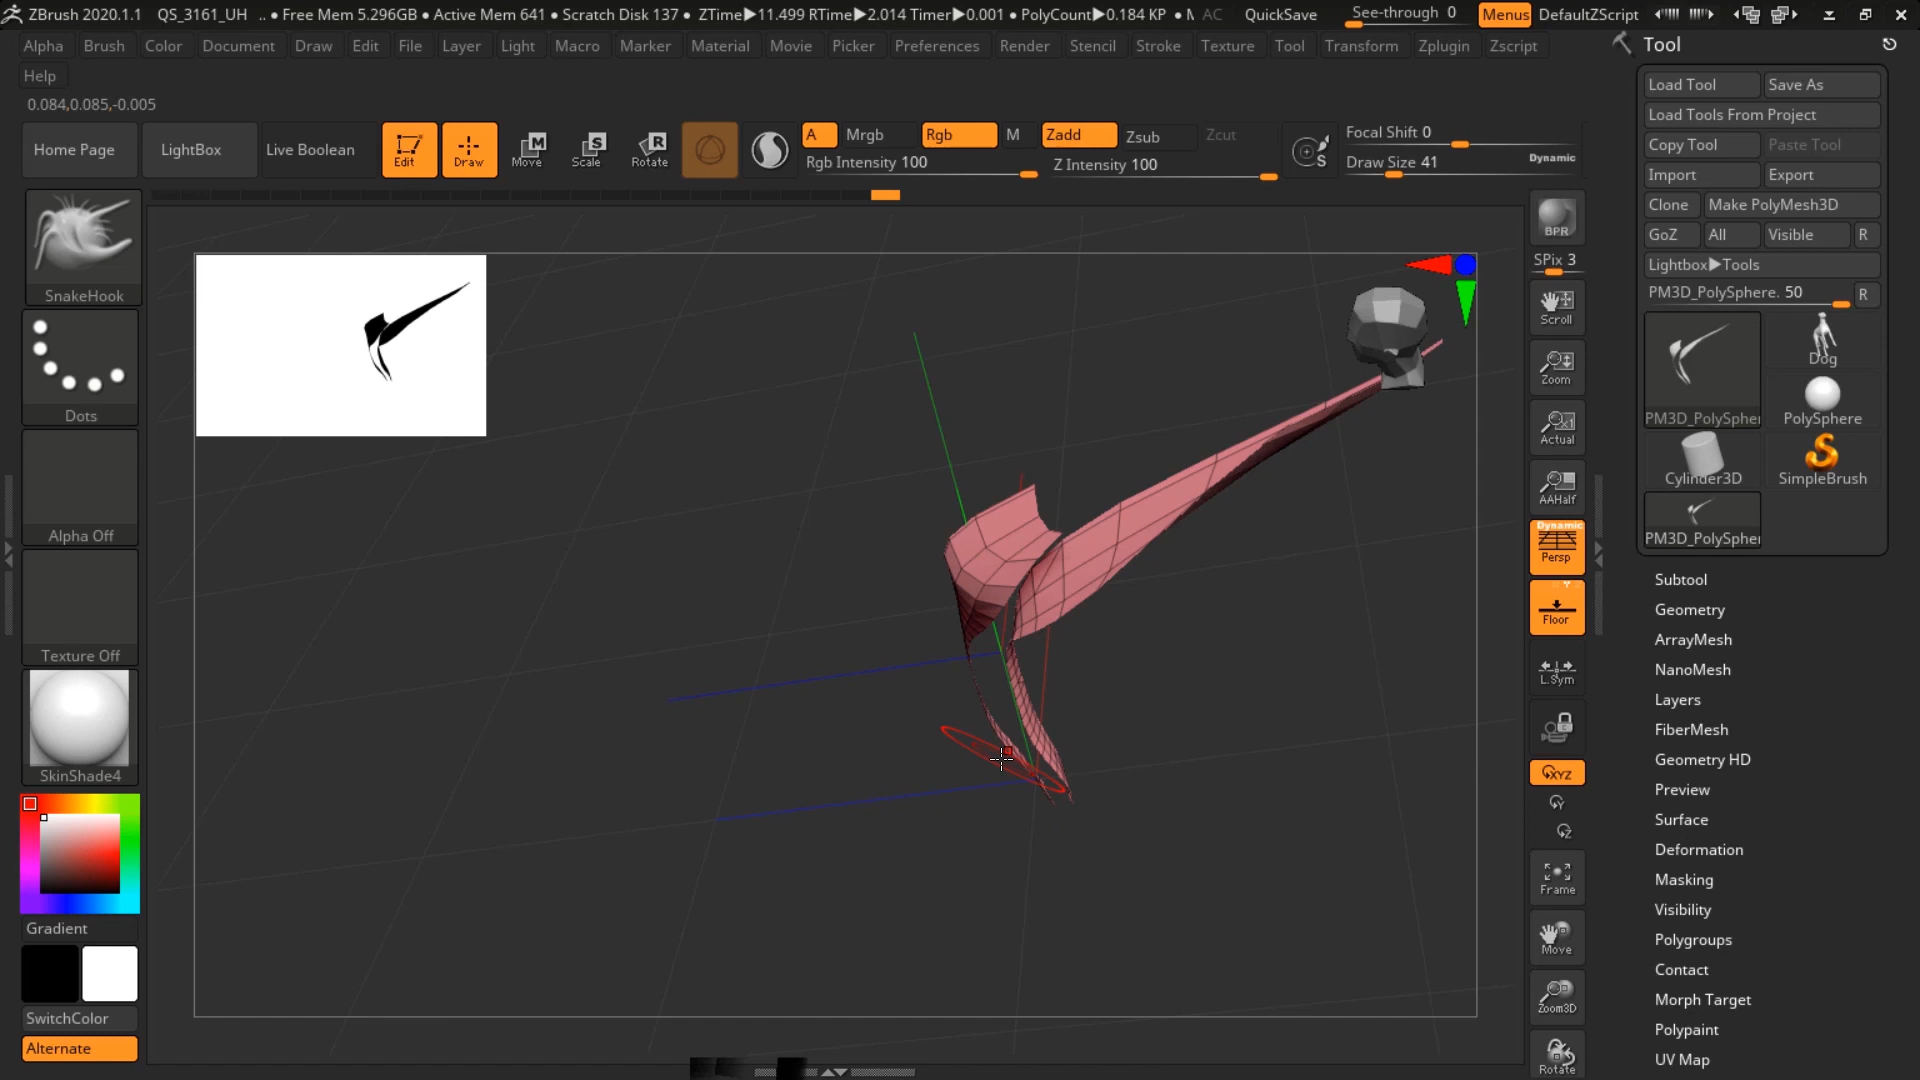 ZBrush 2020.1.1 QS_3161_UH .. ● Free Mem 5.296GB ● Active Mem 641 ● Scratch Disk 137 ● ZTime▶11.499 RTime▶2.014 Timer▶0.001 ● PolyCount▶0.184 KP ● M AC QuickSave See-through 0 Menus DefaultZScript
Alpha Brush Color Document Draw Edit File Layer Light Macro Marker Material Movie Picker Preferences Render Stencil Stroke Texture Tool Transform Zplugin Zscript
Help
0.084,0.085,-0.005
Home Page LightBox Live Boolean Edit Draw Move Scale Rotate A Mrgb Rgb M Zadd Zsub Zcut
Rgb Intensity 100 Z Intensity 100
Focal Shift 0
Draw Size 41 Dynamic
SnakeHook
Dots
Alpha Off
Texture Off
SkinShade4
Gradient
SwitchColor
Alternate
BPR
SPix 3
Scroll
Zoom
Actual
AAHalf
Dynamic
Persp
Floor
L.Sym
XYZ
Y
Z
Frame
Move
Zoom3D
Rotate
Tool
Load Tool Save As
Load Tools From Project
Copy Tool Paste Tool
Import Export
Clone Make PolyMesh3D
GoZ All Visible R
Lightbox▶Tools
PM3D_PolySphere. 50 R
PM3D_PolySpher Dog
PolySphere
Cylinder3D SimpleBrush
PM3D_PolySpher
Subtool
Geometry
ArrayMesh
NanoMesh
Layers
FiberMesh
Geometry HD
Preview
Surface
Deformation
Masking
Visibility
Polygroups
Contact
Morph Target
Polypaint
UV Map